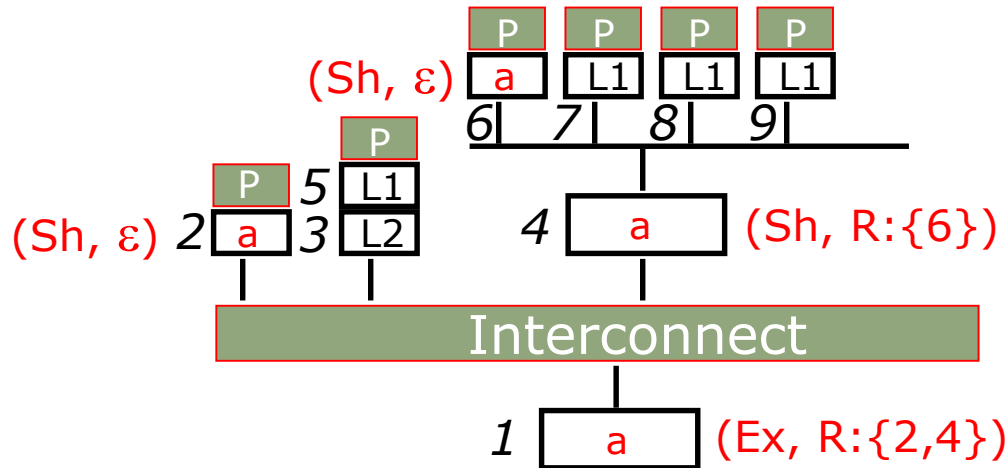 P P P P
(Sh, ε) a L1 L1 L1
6 7 8 9
P
P 5 L1
(Sh, ε) 2 a 3 L2 4 a (Sh, R:{6})
Interconnect
1 a (Ex, R:{2,4})